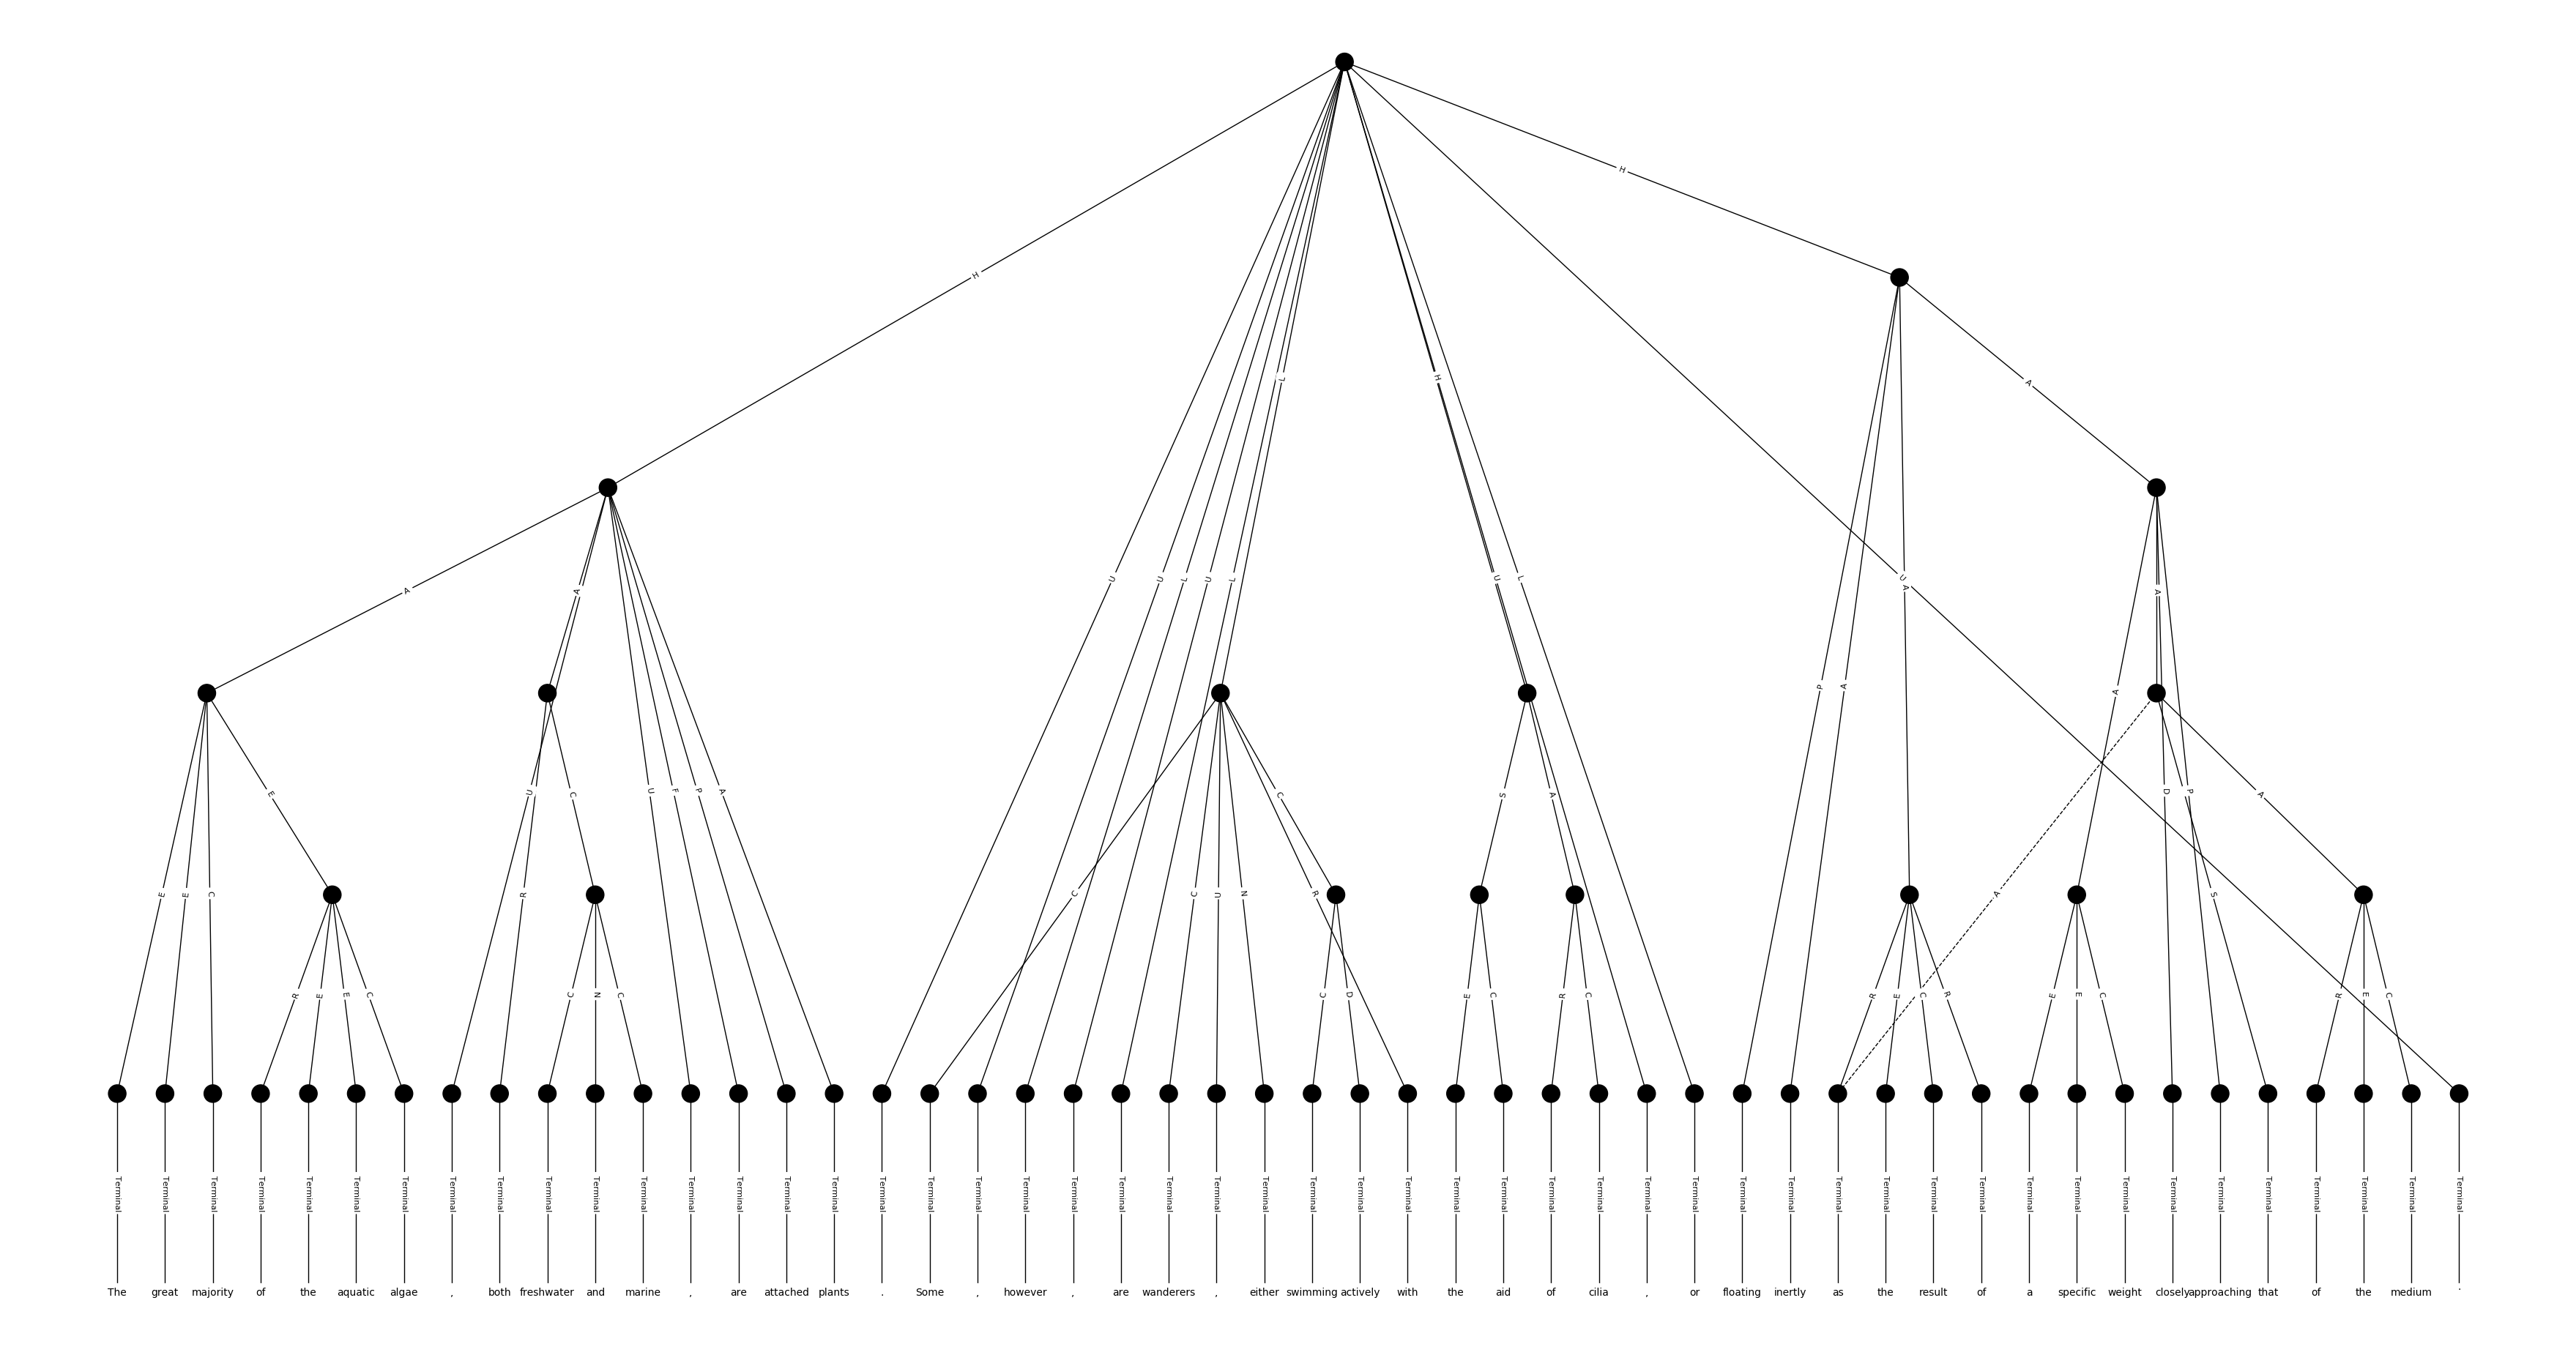 H
H
L H
A
A A U L U L U L U L U A A
P A A
U U F P A D P A
E C C S A A
E E C R C C U N R A S
R E E C C N C C D E C R C R E C R E E C R E C
Terminal Terminal Terminal Terminal Terminal Terminal Terminal Terminal Terminal Terminal Terminal Terminal Terminal Terminal Terminal Terminal Terminal Terminal Terminal Terminal Terminal Terminal Terminal Terminal Terminal Terminal Terminal Terminal Terminal Terminal Terminal Terminal Terminal Terminal Terminal Terminal Terminal Terminal Terminal Terminal Terminal Terminal Terminal Terminal Terminal Terminal Terminal Terminal Terminal Terminal
The great majority of the aquatic algae , both freshwater and marine , are attached plants . Some , however , are wanderers , either swimming actively with the aid of cilia , or floating inertly as the result of a specific weight closely approaching that of the medium .